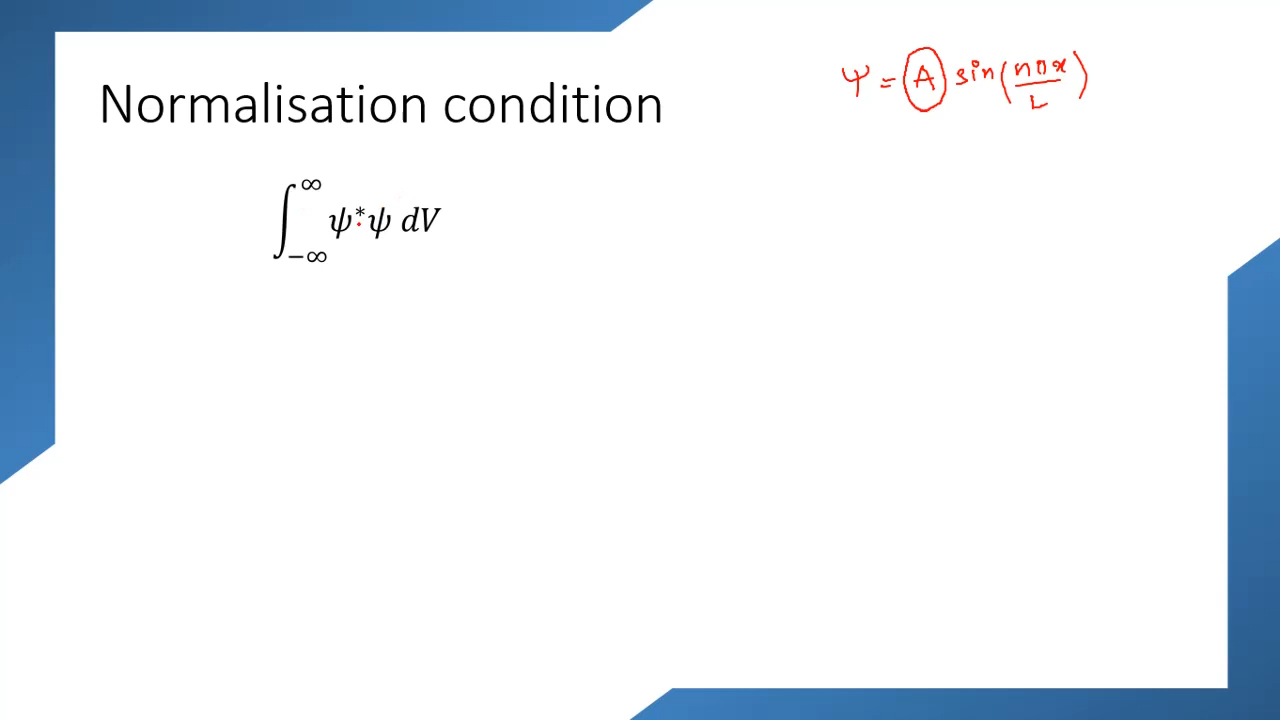 ψ = A sin(nπx/L)
Normalisation condition
∫_{-∞}^{∞} ψ*ψ dV